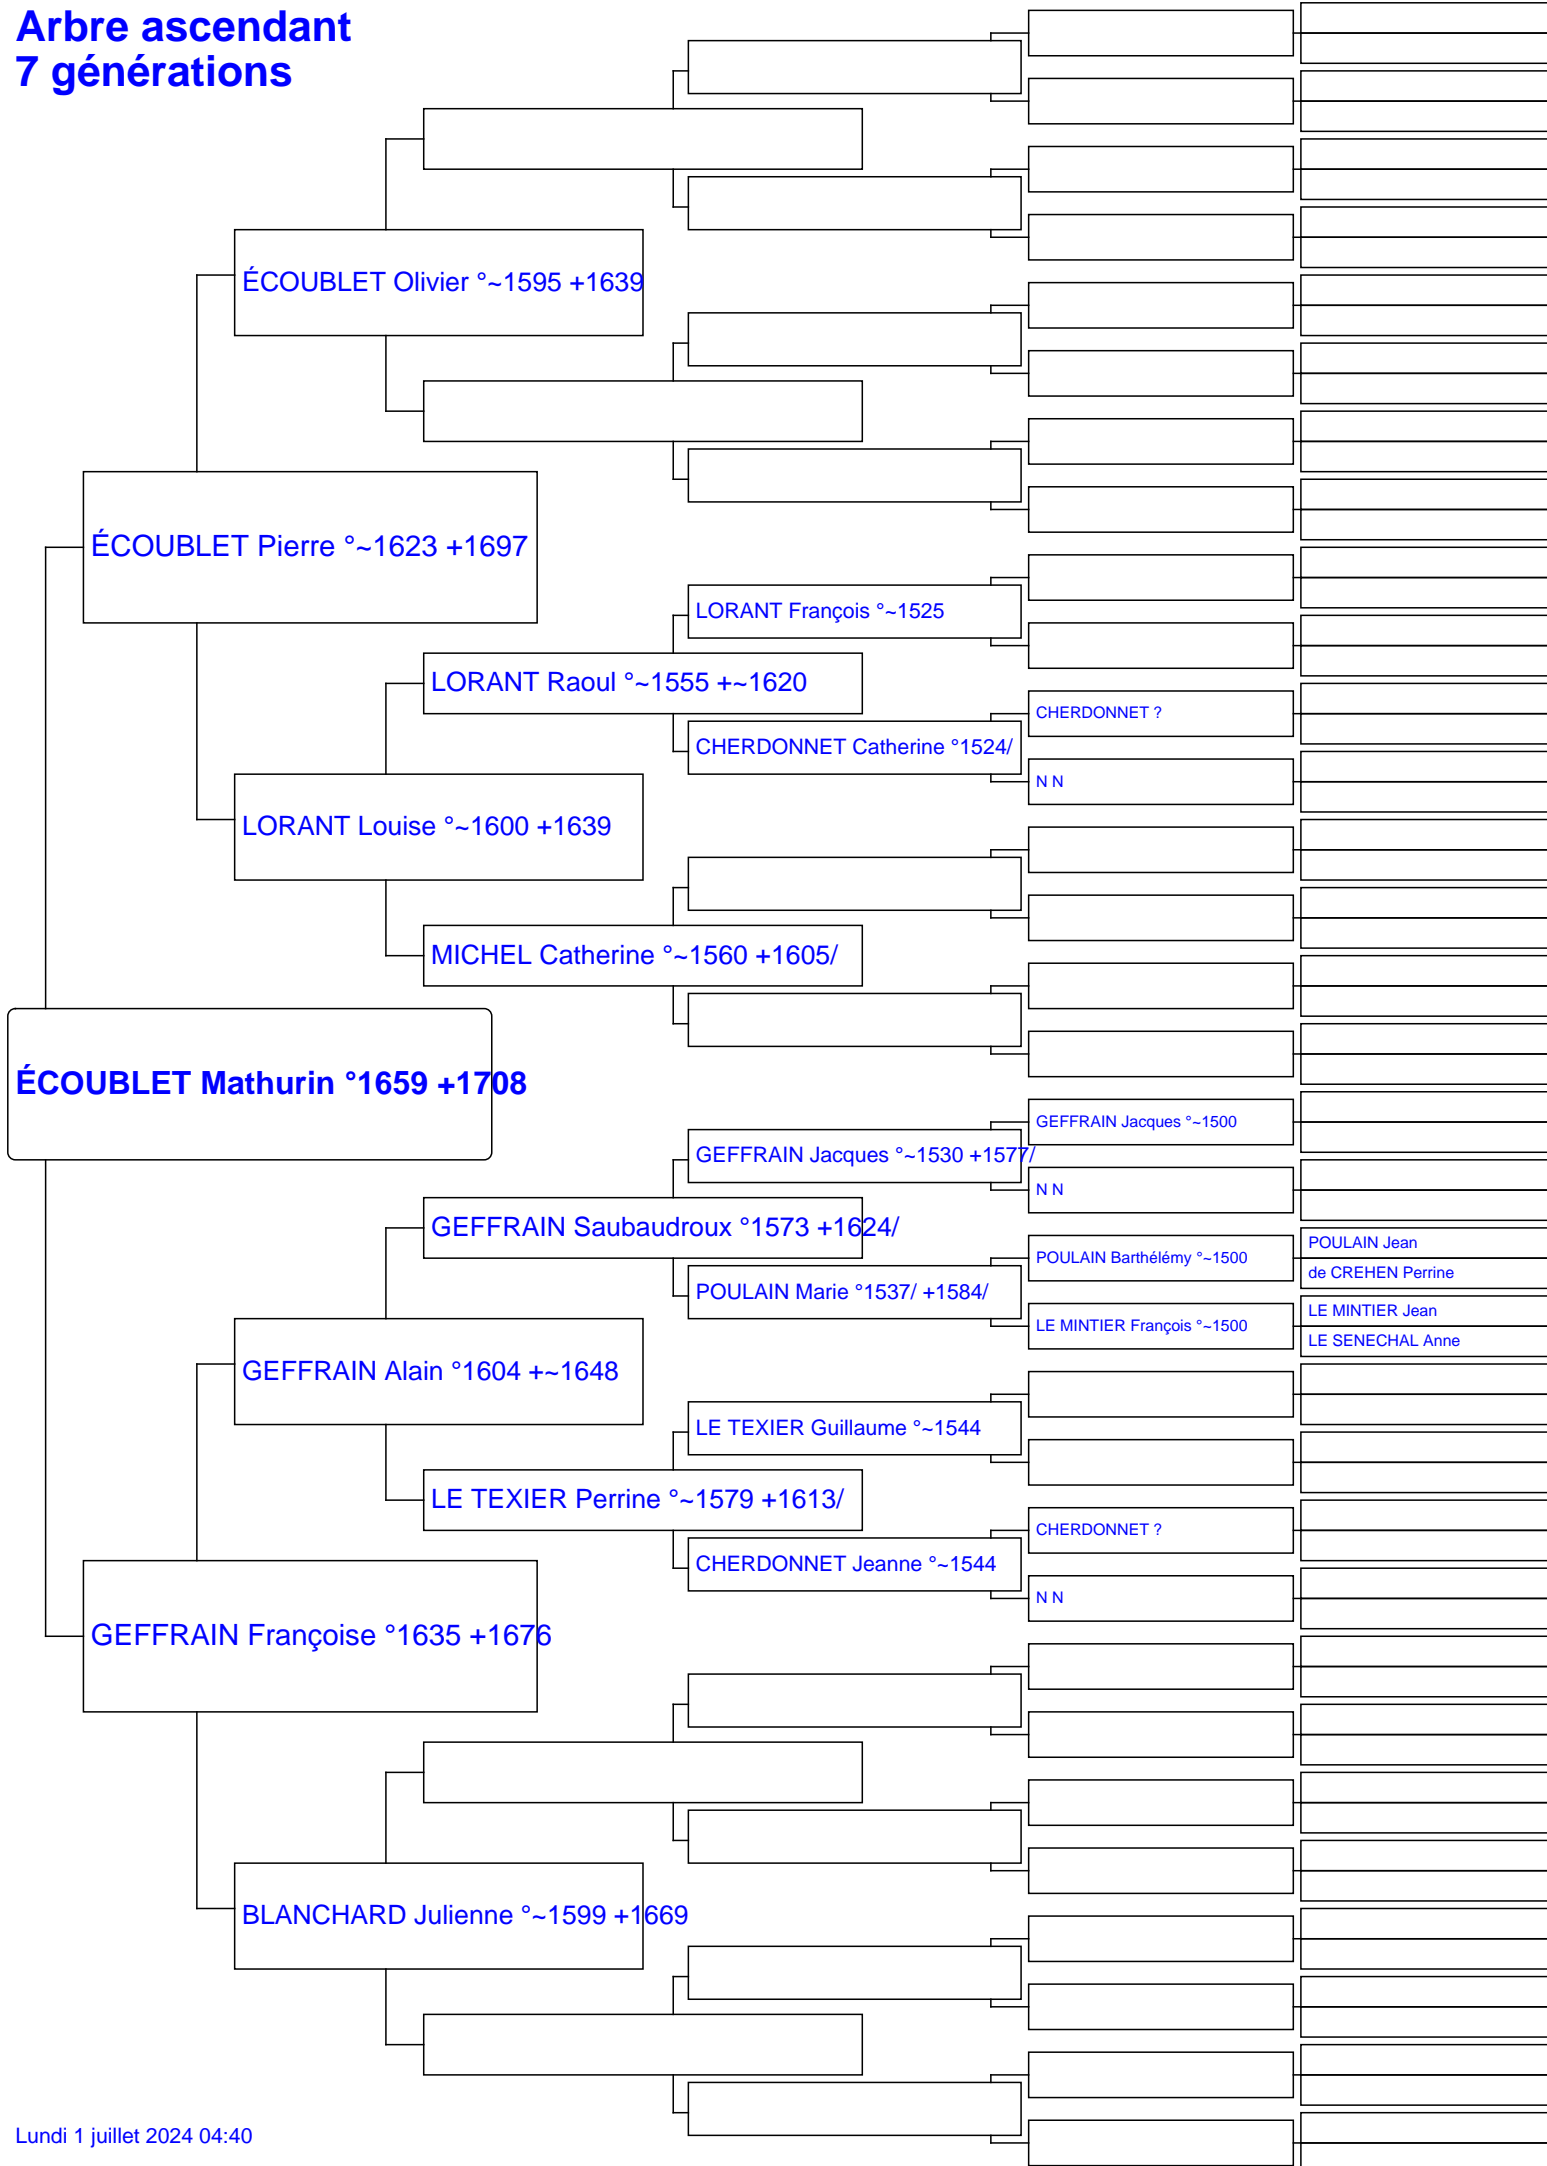 Arbre ascendant
7 générations
ÉCOUBLET Olivier °~1595 +1639
ÉCOUBLET Pierre °~1623 +1697
LORANT François °~1525
LORANT Raoul °~1555 +~1620
CHERDONNET ?
CHERDONNET Catherine °1524/
N N
LORANT Louise °~1600 +1639
MICHEL Catherine °~1560 +1605/
ÉCOUBLET Mathurin °1659 +1708
GEFFRAIN Jacques °~1500
GEFFRAIN Jacques °~1530 +1577/
N N
GEFFRAIN Saubaudroux °1573 +1624/
POULAIN Jean
POULAIN Barthélémy °~1500
de CREHEN Perrine
POULAIN Marie °1537/ +1584/
LE MINTIER Jean
LE MINTIER François °~1500
LE SENECHAL Anne
GEFFRAIN Alain °1604 +~1648
LE TEXIER Guillaume °~1544
LE TEXIER Perrine °~1579 +1613/
CHERDONNET ?
CHERDONNET Jeanne °~1544
N N
GEFFRAIN Françoise °1635 +1676
BLANCHARD Julienne °~1599 +1669
Lundi 1 juillet 2024 04:40